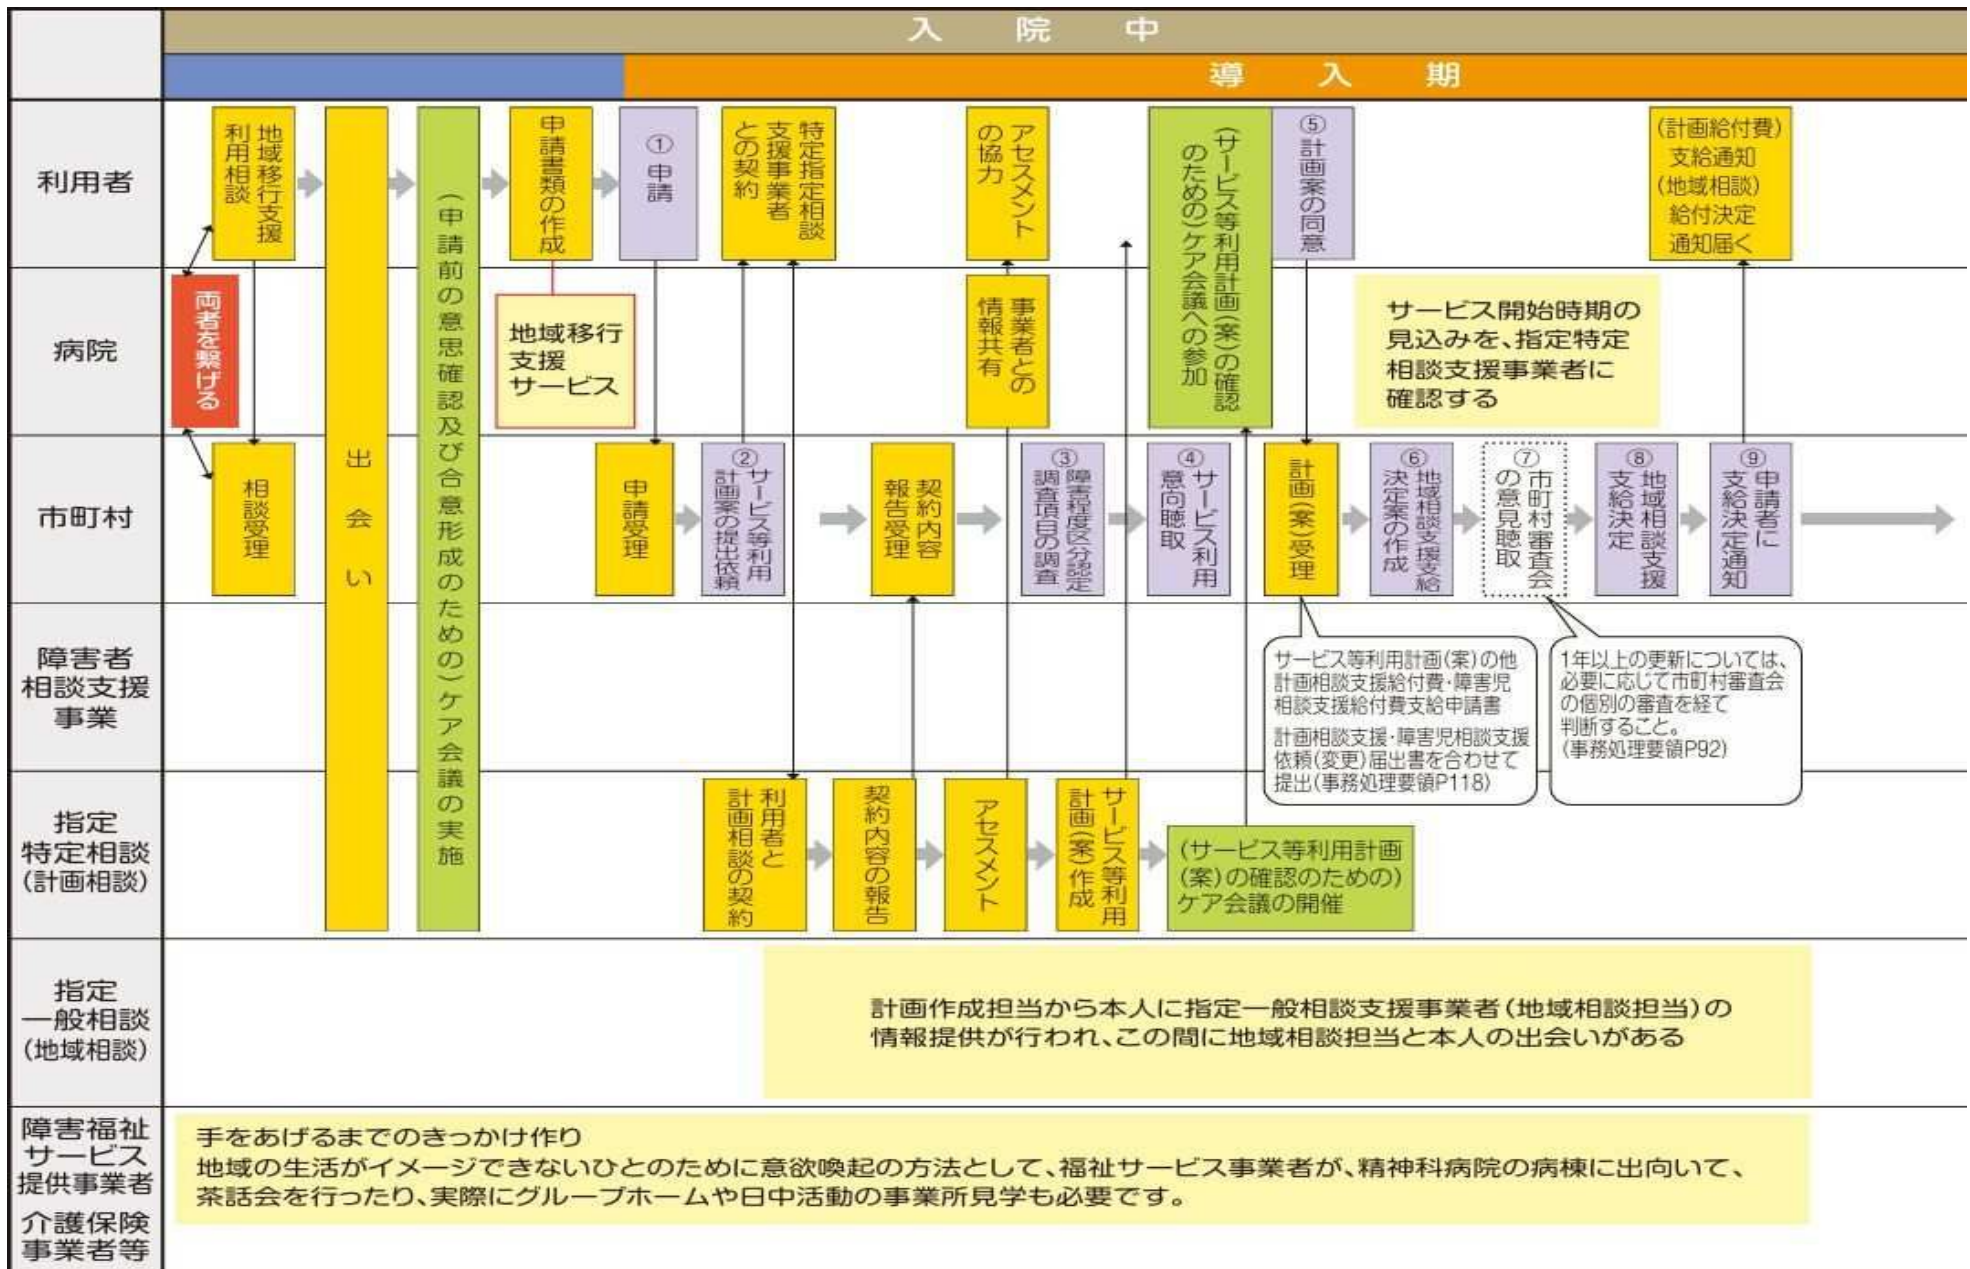 入院中
導入期
利用者
地域移行支援
利用相談
申請書類の作成
①申請
特定指定相談
支援事業者
との契約
アセスメント
の協力
(サービス等利用計画(案)の確認
のための)ケア会議への参加
⑤計画案の同意
(計画給付費)
支給通知
(地域相談)
給付決定
通知届く
病院
両者を繋げる
出会い
(申請前の意思確認及び合意形成のための)ケア会議の実施
地域移行
支援
サービス
事業者との
情報共有
サービス開始時期の
見込みを、指定特定
相談支援事業者に
確認する
市町村
相談受理
申請受理
②サービス等利用
計画案の提出依頼
契約内容
報告受理
③障害程度区分認定
調査項目の調査
④サービス利用
意向聴取
計画(案)受理
⑥地域相談支援支給
決定案の作成
⑦市町村審査会
の意見聴取
⑧地域相談支援
支給決定
⑨申請者に
支給決定通知
障害者
相談支援
事業
サービス等利用計画(案)の他
計画相談支援給付費・障害児
相談支援給付費支給申請書
計画相談支援・障害児相談支援
依頼(変更)届出書を合わせて
提出(事務処理要領P118)
1年以上の更新については、
必要に応じて市町村審査会
の個別の審査を経て
判断すること。
(事務処理要領P92)
指定
特定相談
(計画相談)
利用者と
計画相談の契約
契約内容の報告
アセスメント
サービス等利用
計画(案)作成
(サービス等利用計画
(案)の確認のための)
ケア会議の開催
指定
一般相談
(地域相談)
計画作成担当から本人に指定一般相談支援事業者(地域相談担当)の
情報提供が行われ、この間に地域相談担当と本人の出会いがある
障害福祉
サービス
提供事業者
介護保険
事業者等
手をあげるまでのきっかけ作り
地域の生活がイメージできないひとのために意欲喚起の方法として、福祉サービス事業者が、精神科病院の病棟に出向いて、
茶話会を行ったり、実際にグループホームや日中活動の事業所見学も必要です。